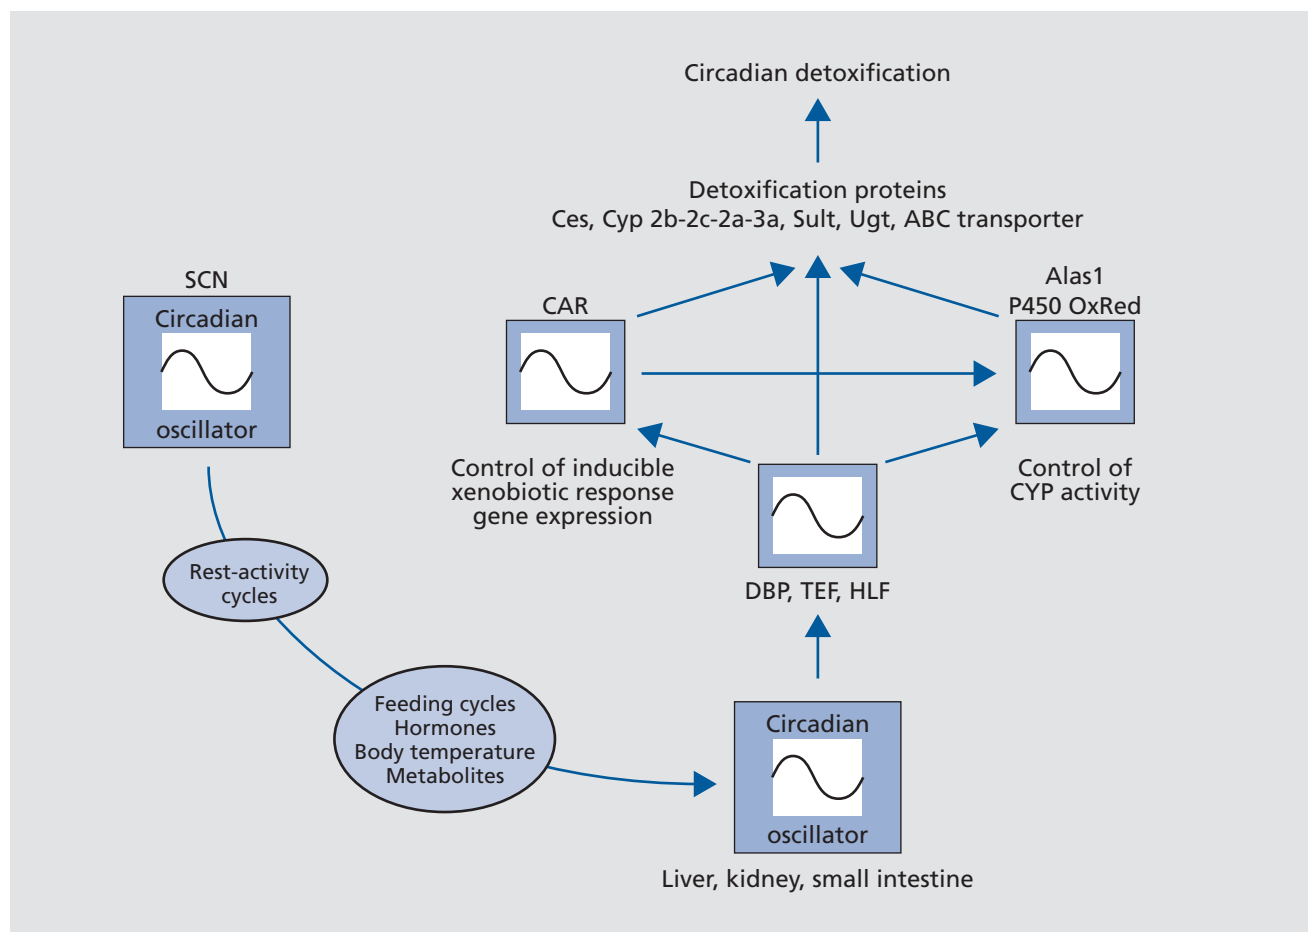 Circadian detoxification
Detoxification proteins
Ces, Cyp 2b-2c-2a-3a, Sult, Ugt, ABC transporter
SCN
Circadian
oscillator
CAR
Alas1
P450 OxRed
Control of inducible
xenobiotic response
gene expression
Control of
CYP activity
DBP, TEF, HLF
Rest-activity
cycles
Feeding cycles
Hormones
Body temperature
Metabolites
Circadian
oscillator
Liver, kidney, small intestine